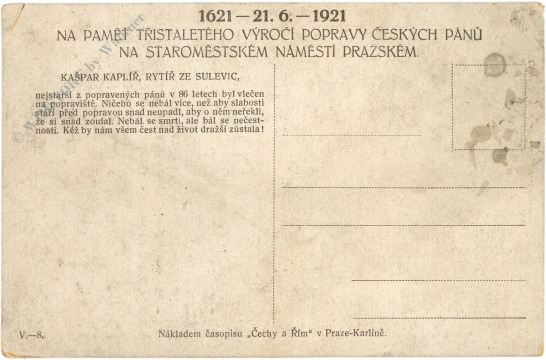 1621 — 21. 6. — 1921
NA PAMĚŤ TŘISTALETÉHO VÝROČÍ POPRAVY ČESKÝCH PÁNŮ
NA STAROMĚSTSKÉM NÁMĚSTÍ PRAŽSKÉM.
KAŠPAR KAPLÍŘ, RYTÍŘ ZE SULEVIC,
nejstarší z popravených pánů v 86 letech byl vlečen
na popraviště. Ničeho se nebál více, než aby slabostí
stáří před popravou snad neupadl, aby o něm neřekli,
že si snad zoufal. Nebál se smrti, ale bál se nečest-
nosti. Kéž by nám všem čest nad život dražší zůstala!
V.—8.
Nákladem časopisu „Čechy a Řím" v Praze-Karlíně.